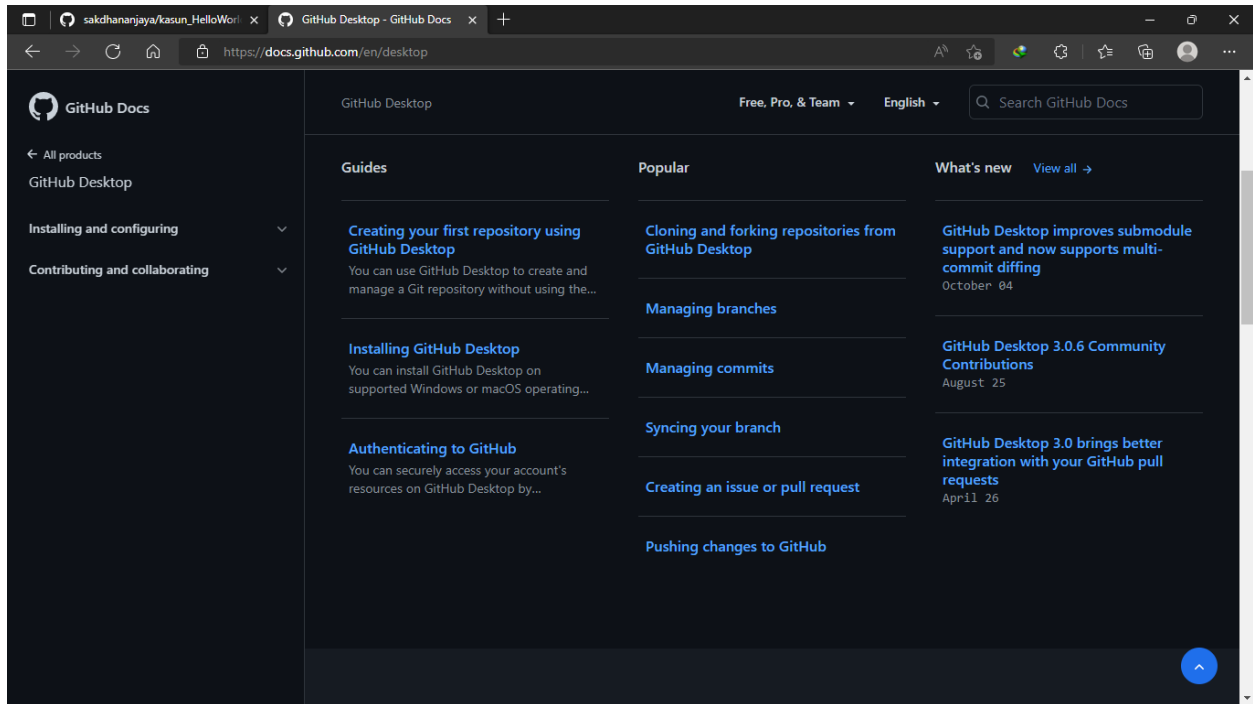 sakdhananjaya/kasun_HelloWorl
GitHub Desktop - GitHub Docs
https://docs.github.com/en/desktop
GitHub Docs
GitHub Desktop
Free, Pro, & Team
English
Search GitHub Docs
All products
GitHub Desktop
Installing and configuring
Contributing and collaborating
Guides
Creating your first repository using
GitHub Desktop
You can use GitHub Desktop to create and
manage a Git repository without using the...
Installing GitHub Desktop
You can install GitHub Desktop on
supported Windows or macOS operating...
Authenticating to GitHub
You can securely access your account's
resources on GitHub Desktop by...
Popular
Cloning and forking repositories from
GitHub Desktop
Managing branches
Managing commits
Syncing your branch
Creating an issue or pull request
Pushing changes to GitHub
What's new
View all →
GitHub Desktop improves submodule
support and now supports multi-
commit diffing
October 04
GitHub Desktop 3.0.6 Community
Contributions
August 25
GitHub Desktop 3.0 brings better
integration with your GitHub pull
requests
April 26